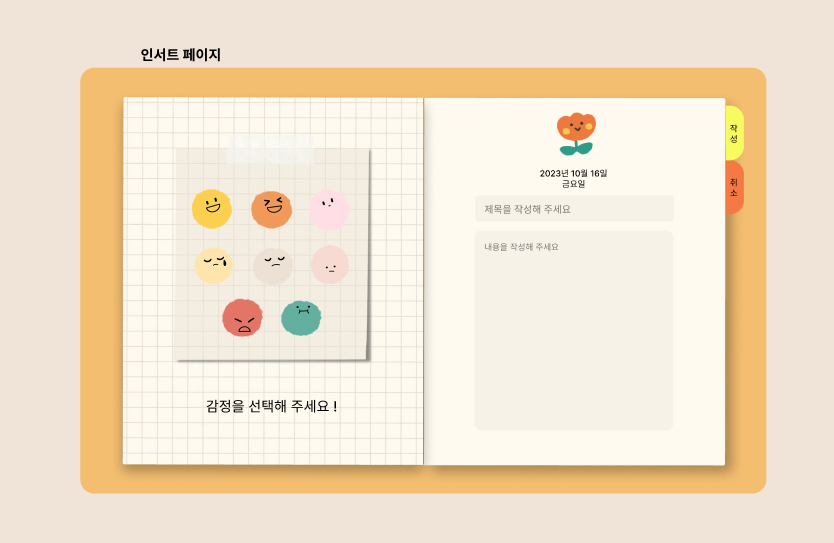 인서트 페이지
감정을 선택해 주세요 !
2023년 10월 16일
금요일
제목을 작성해 주세요
내용을 작성해 주세요
작
성
취
소